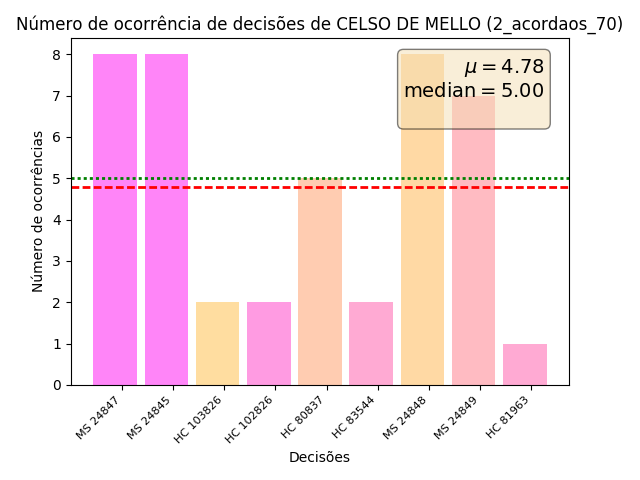 Número de ocorrência de decisões de CELSO DE MELLO (2_acordaos_70)
μ = 4.78
median = 5.00
Número de ocorrências
8
7
6
5
4
3
2
1
0
MS 24847
MS 24845
HC 103826
HC 102826
HC 80837
HC 83544
MS 24848
MS 24849
HC 81963
Decisões